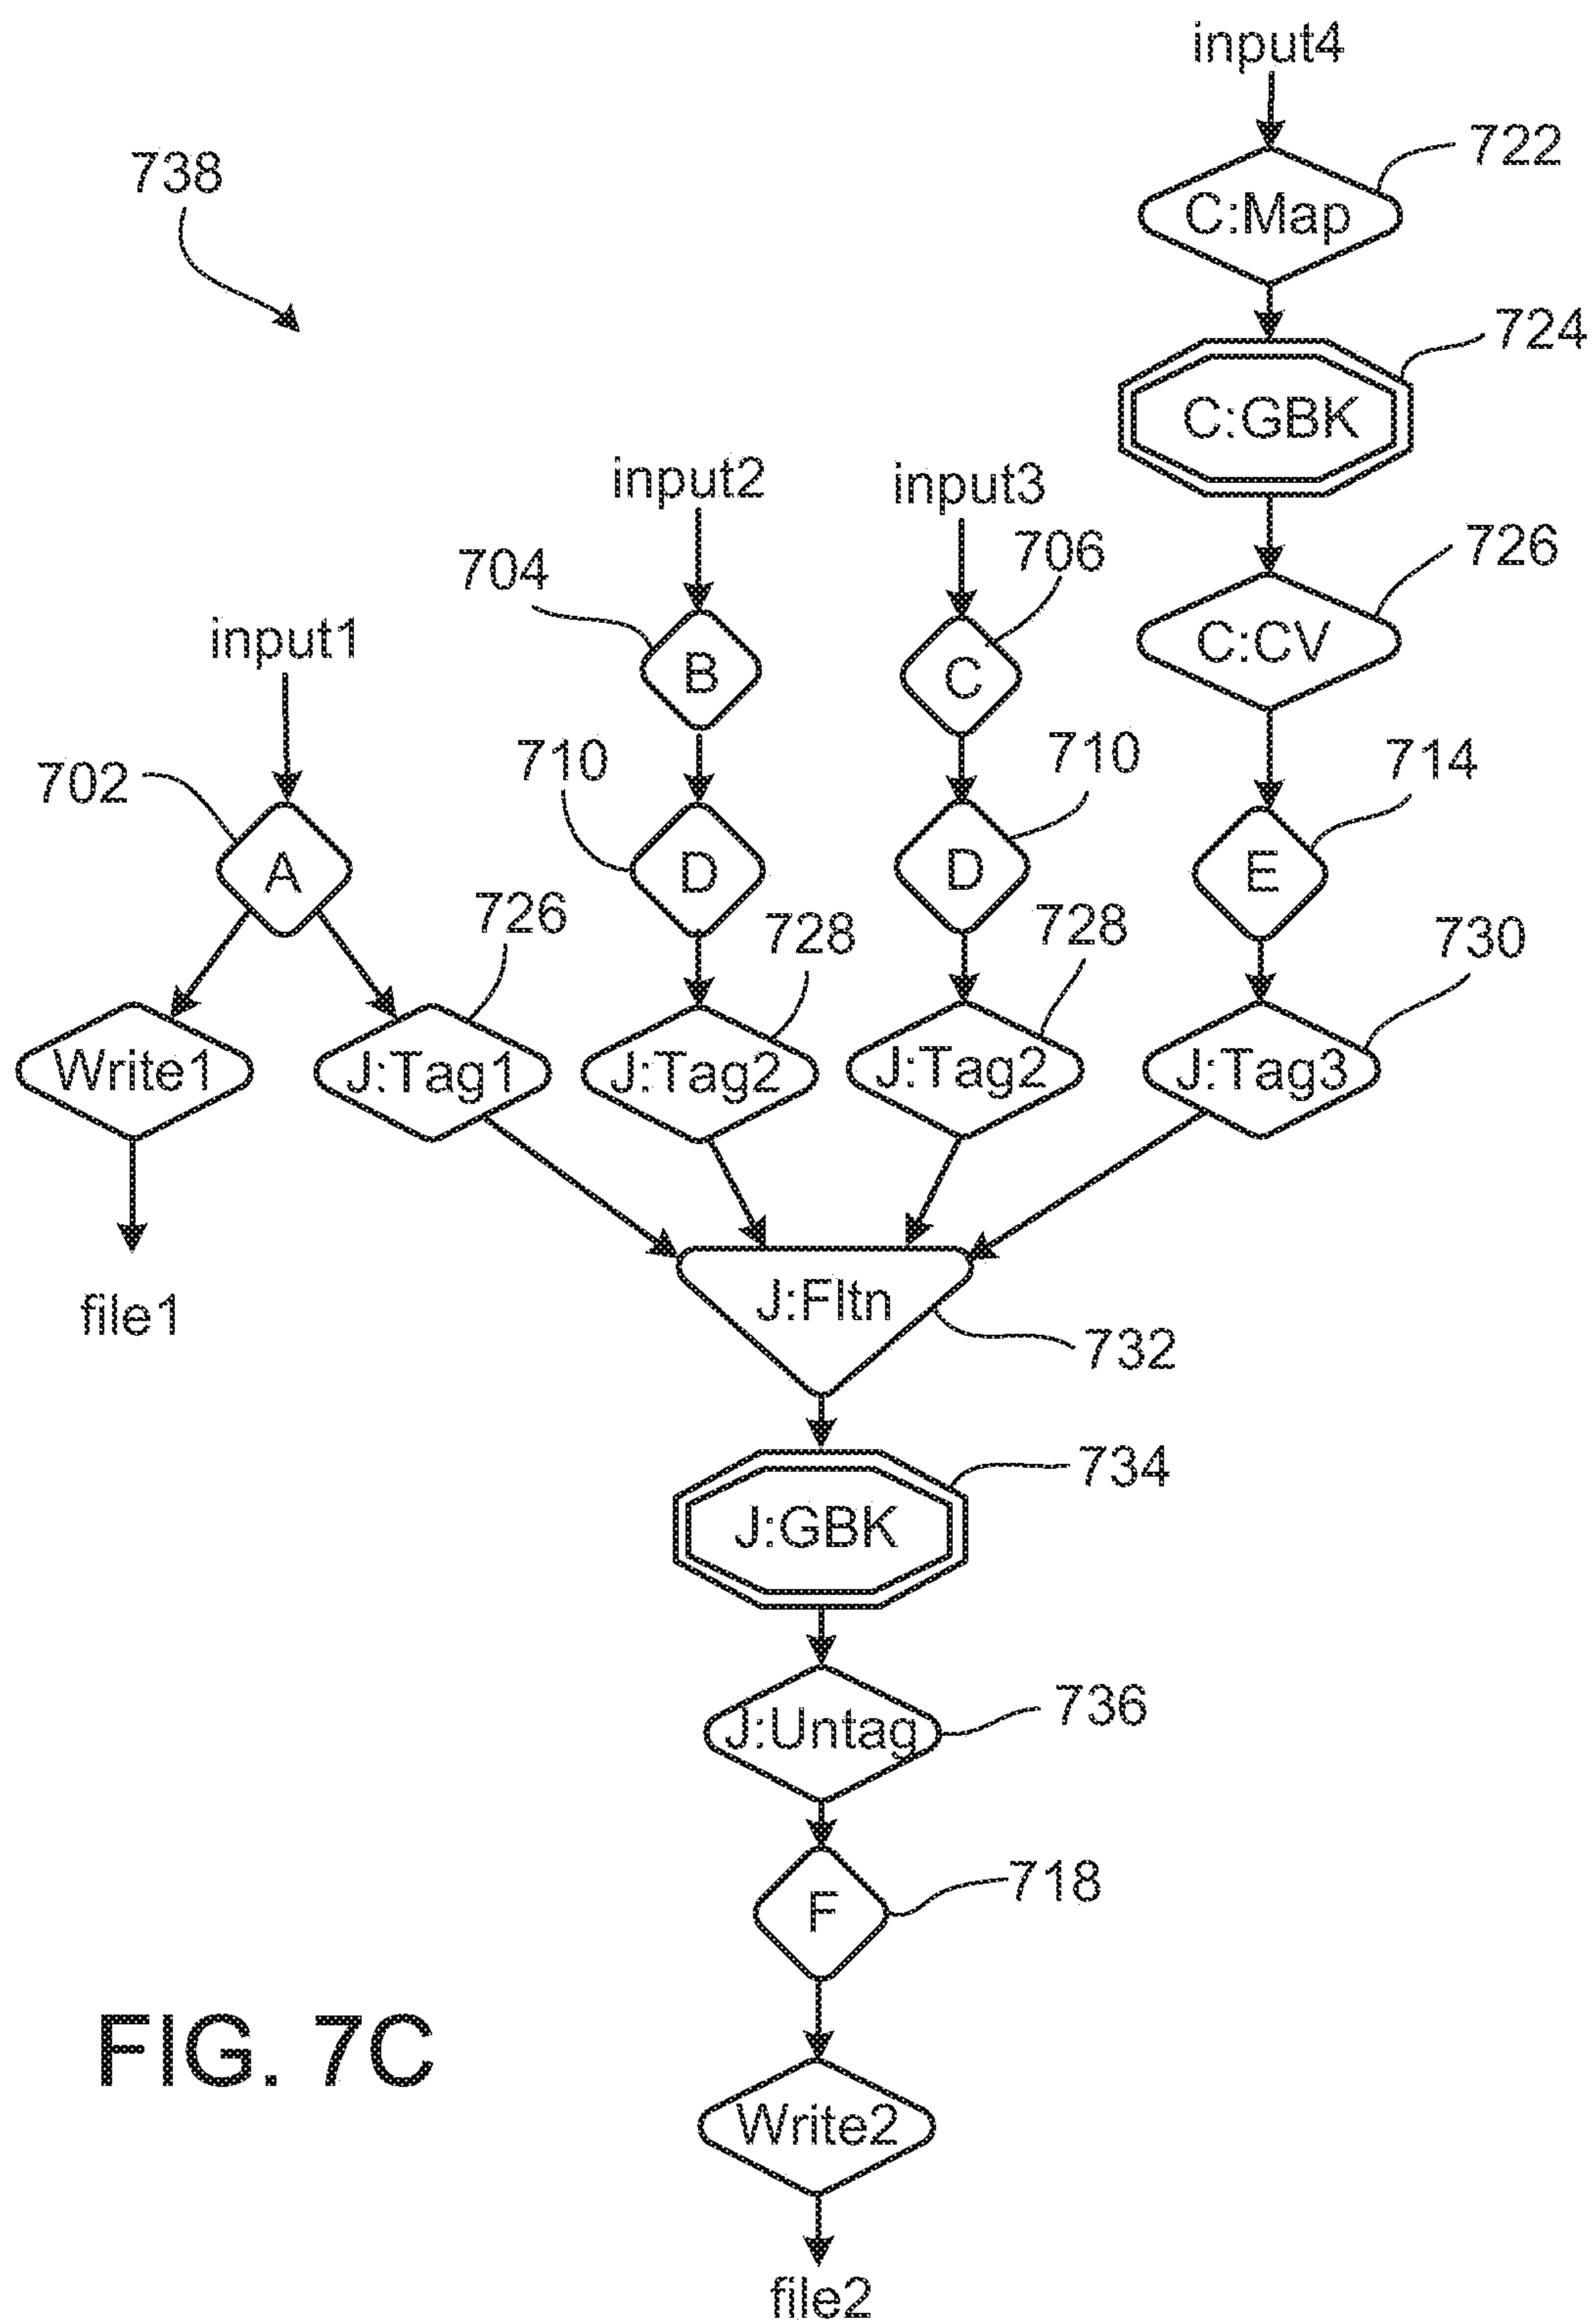 input4
722
738
C:Map
724
C:GBK
input2
input3
706
726
704
input1
B
C
C:CV
710
710
714
702
A
D
D
E
726
728
728
730
Write1
J:Tag1
J:Tag2
J:Tag2
J:Tag3
file1
J:Fltn
732
734
J:GBK
736
J:Untag
718
F
FIG. 7C
Write2
file2